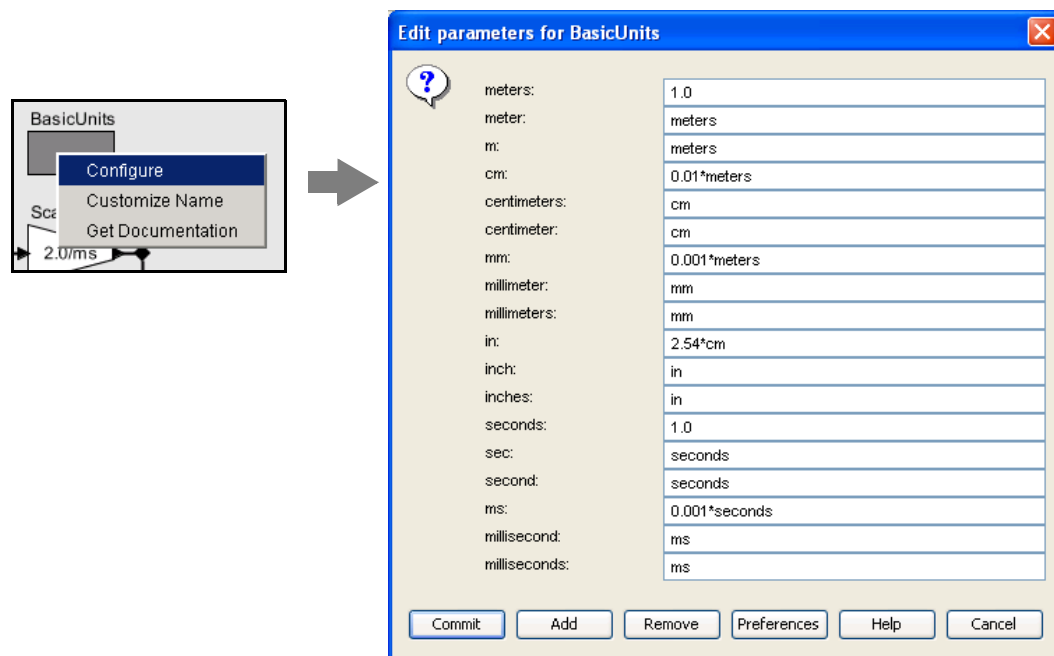 BasicUnits
Configure
Customize Name
Get Documentation
Sca
2.0/ms
Edit parameters for BasicUnits
?
meters: 1.0
meter: meters
m: meters
cm: 0.01*meters
centimeters: cm
centimeter: cm
mm: 0.001*meters
millimeter: mm
millimeters: mm
in: 2.54*cm
inch: in
inches: in
seconds: 1.0
sec: seconds
second: seconds
ms: 0.001*seconds
millisecond: ms
milliseconds: ms
Commit Add Remove Preferences Help Cancel